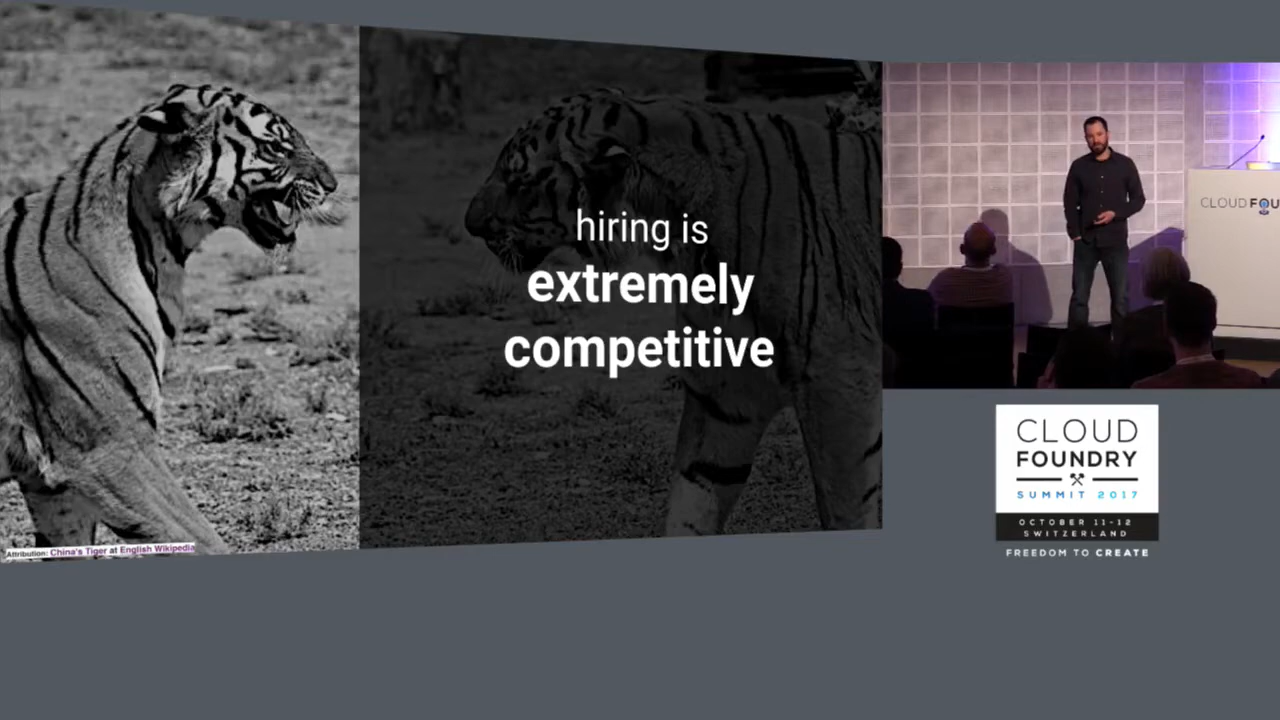 hiring is
extremely
competitive
Attribution: China's Tiger at English Wikipedia
CLOUD FOU
CLOUD
FOUNDRY
SUMMIT 2017
OCTOBER 11-12
SWITZERLAND
FREEDOM TO CREATE